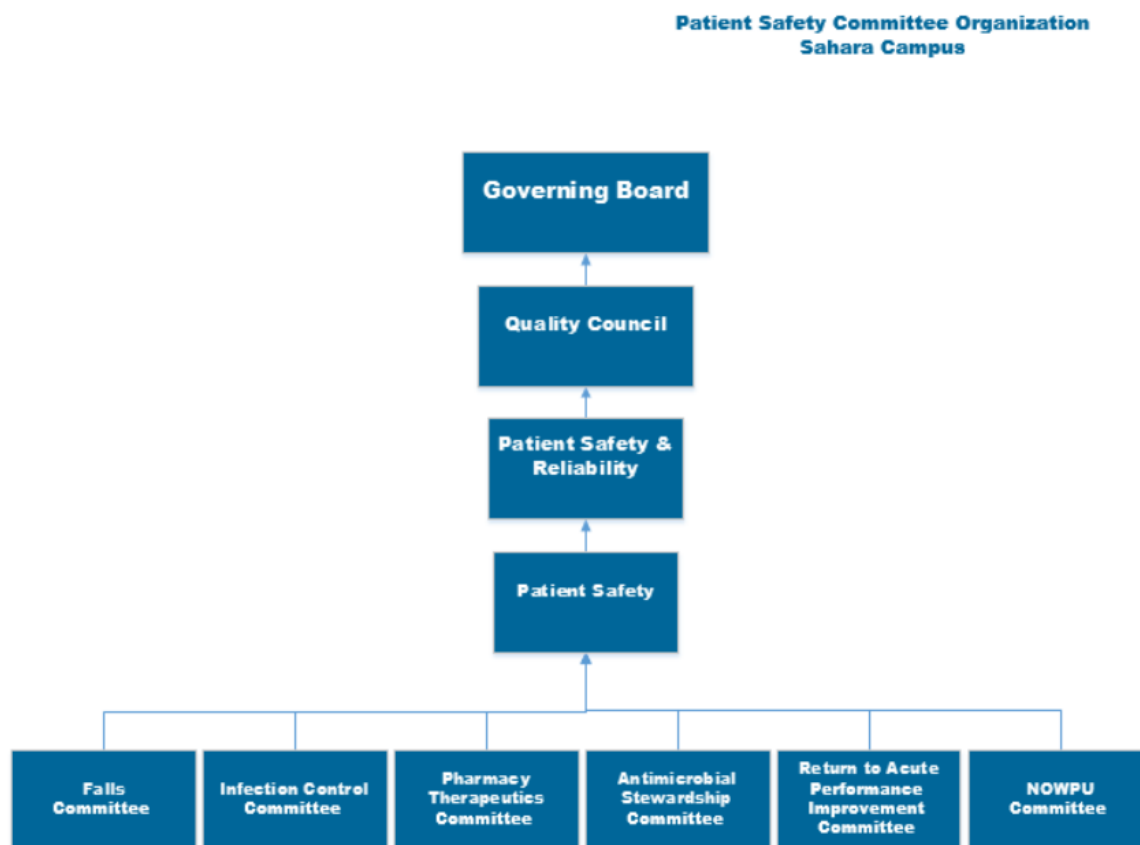 Patient Safety Committee Organization
Sahara Campus
Governing Board
Quality Council
Patient Safety &
Reliability
Patient Safety
Falls
Committee
Infection Control
Committee
Pharmacy
Therapeutics
Committee
Antimicrobial
Stewardship
Committee
Return to Acute
Performance
Improvement
Committee
NOWPU
Committee